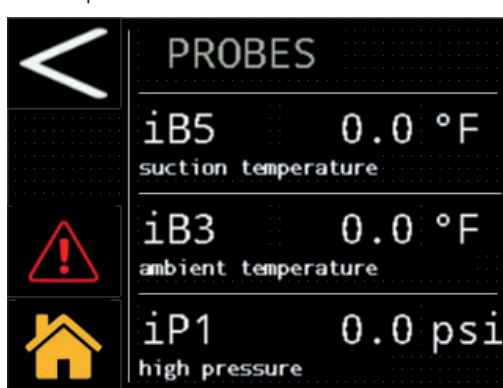 PROBES
iB5 0.0 °F
suction temperature
iB3 0.0 °F
ambient temperature
iP1 0.0 psi
high pressure